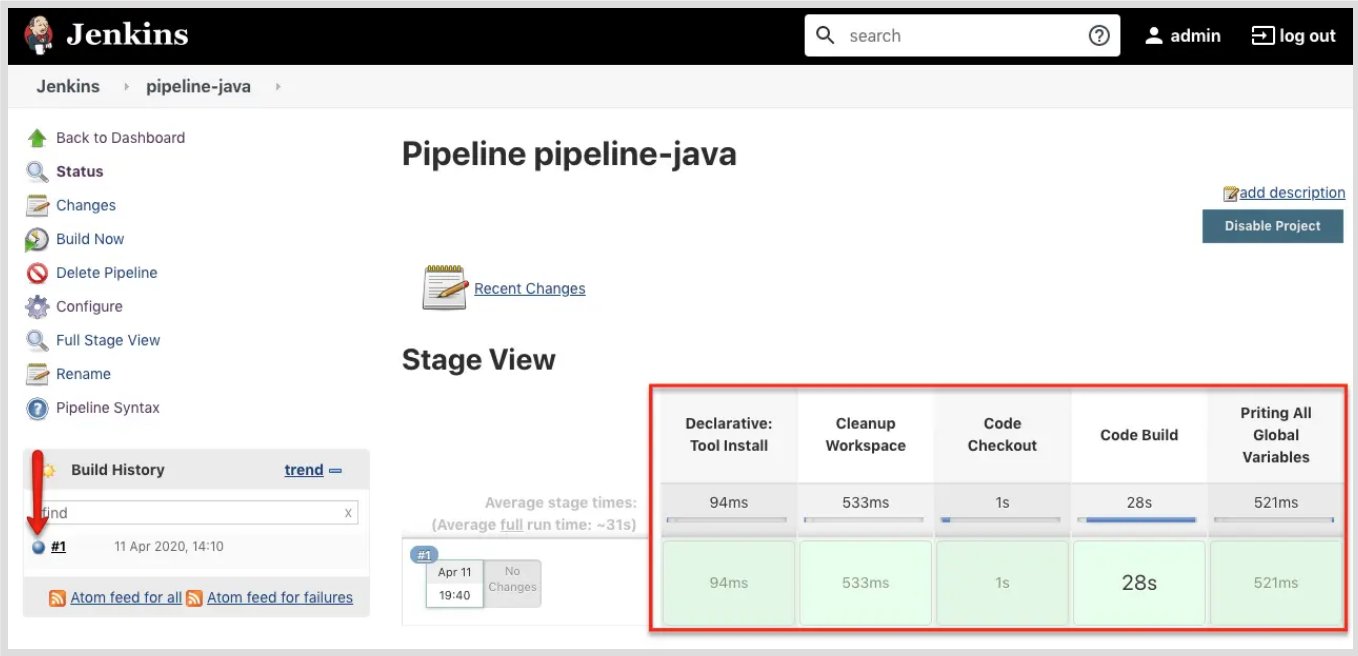 Jenkins
search
admin
log out
Jenkins
pipeline-java
Back to Dashboard
Status
Changes
Build Now
Delete Pipeline
Configure
Full Stage View
Rename
Pipeline Syntax
Build History
trend
find
x
#1
11 Apr 2020, 14:10
Atom feed for all
Atom feed for failures
Pipeline pipeline-java
add description
Disable Project
Recent Changes
Stage View
Declarative:
Tool Install
Cleanup
Workspace
Code
Checkout
Code Build
Priting All
Global
Variables
Average stage times:
(Average full run time: ~31s)
94ms
533ms
1s
28s
521ms
#1
Apr 11
19:40
No
Changes
94ms
533ms
1s
28s
521ms